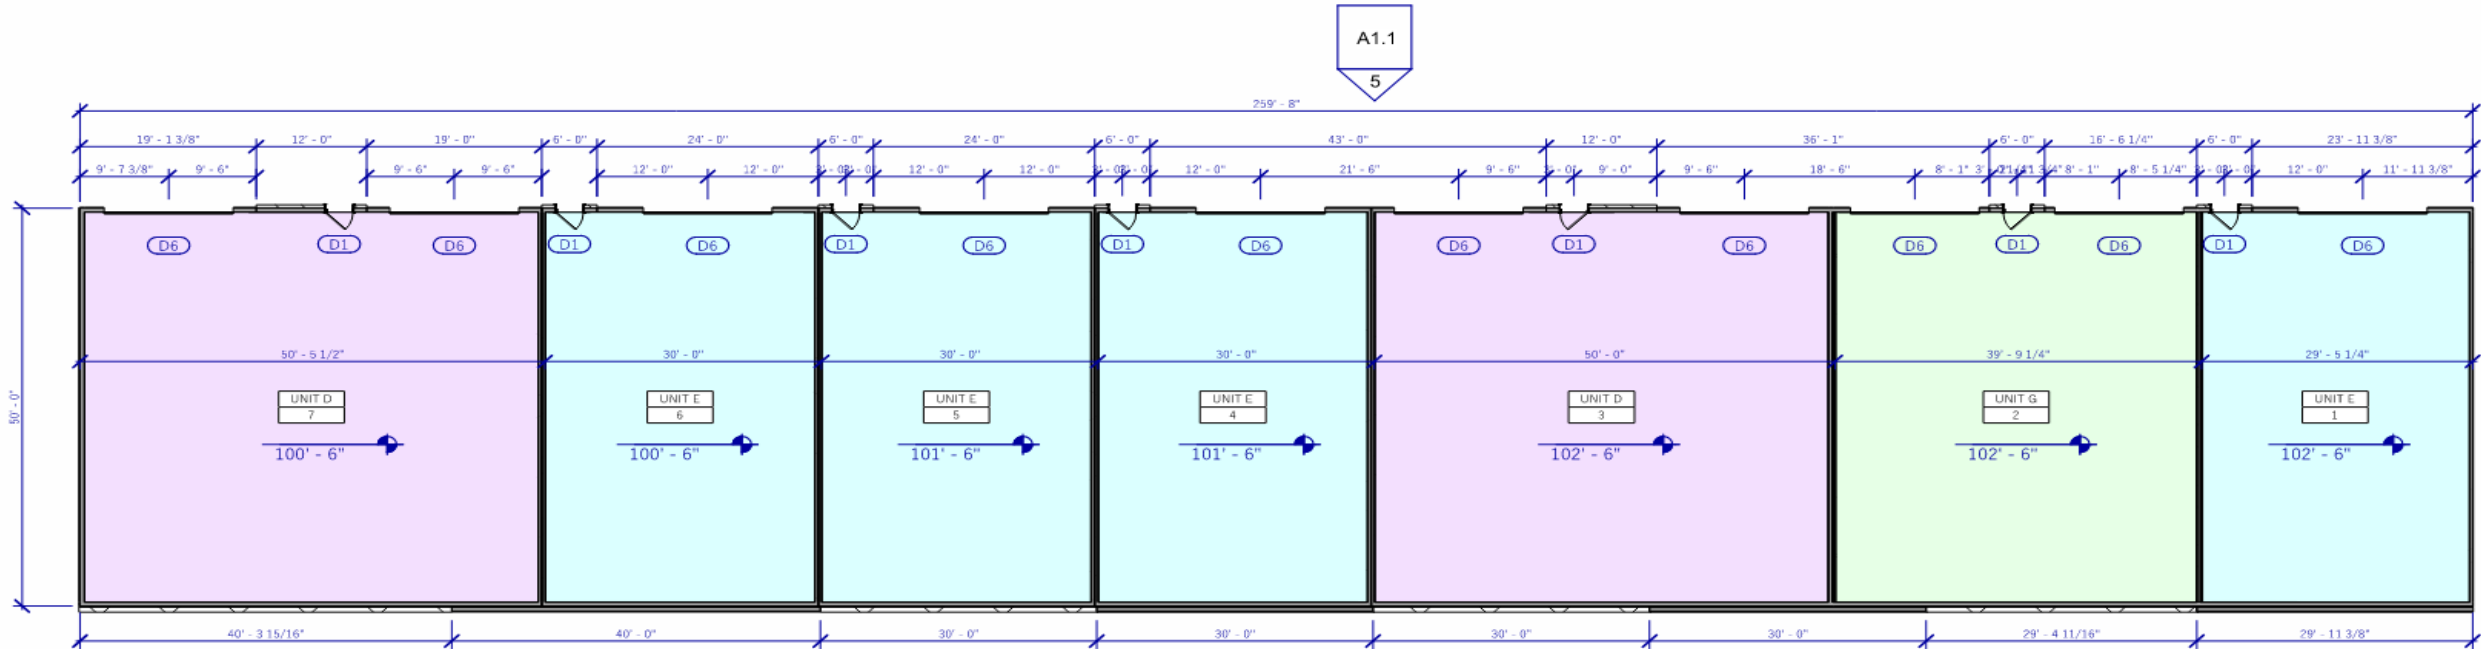 A1.1
5
259' - 8"
19' - 1 3/8" 12' - 0" 19' - 0" 6' - 0" 24' - 0" 6' - 0" 24' - 0" 6' - 0" 43' - 0" 12' - 0" 36' - 1" 6' - 0" 16' - 6 1/4" 6' - 0" 23' - 11 3/8"
9' - 7 3/8" 9' - 6" 9' - 6" 9' - 6" 12' - 0" 12' - 0" 12' - 0" 12' - 0" 12' - 0" 21' - 6" 9' - 6" 9' - 0" 9' - 6" 18' - 6" 8' - 1" 8' - 1" 8' - 5 1/4" 12' - 0" 11' - 11 3/8"
D6 D1 D6 D1 D6 D1 D6 D1 D6 D6 D1 D6 D6 D1 D6 D1 D6
50' - 5 1/2" 30' - 0" 30' - 0" 30' - 0" 50' - 0" 39' - 9 1/4" 29' - 5 1/4"
50' - 0"
UNIT D UNIT E UNIT E UNIT E UNIT D UNIT G UNIT E
7 6 5 4 3 2 1
100' - 6" 100' - 6" 101' - 6" 101' - 6" 102' - 6" 102' - 6" 102' - 6"
40' - 3 15/16" 40' - 0" 30' - 0" 30' - 0" 30' - 0" 30' - 0" 29' - 4 11/16" 29' - 11 3/8"